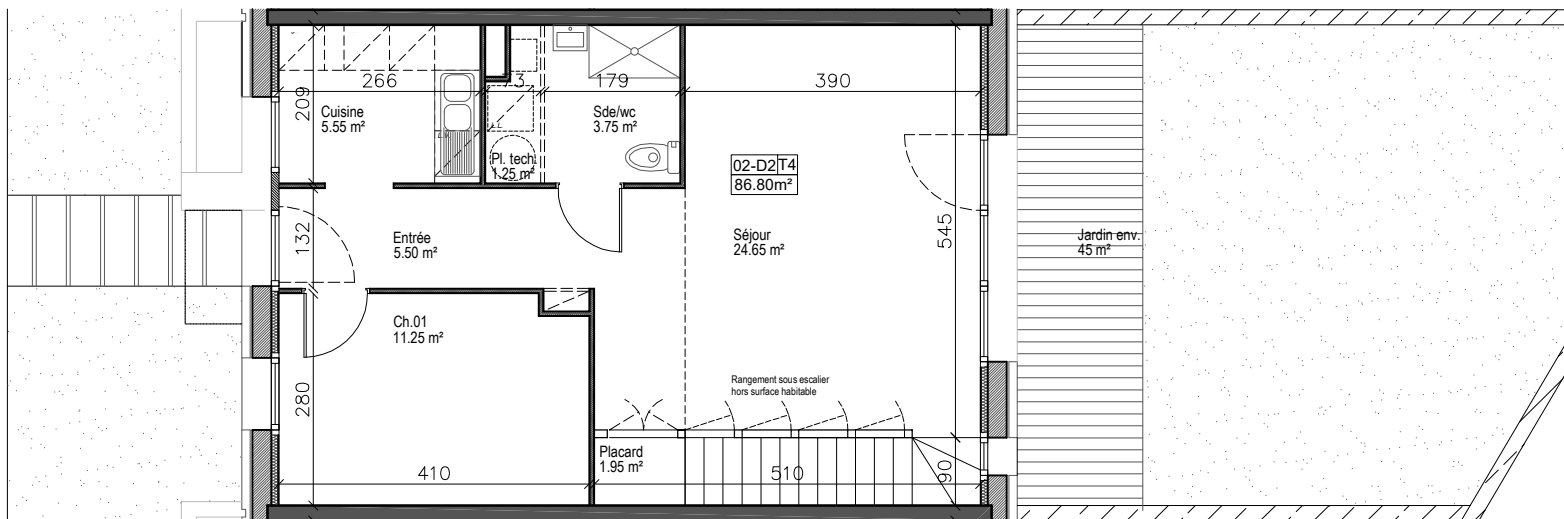 266
73
179
390
209
Cuisine
5.55 m²
Sde/wc
3.75 m²
LL
LV
Pl. tech.
1.25 m²
02-D2 T4
86.80m²
132
Entrée
5.50 m²
Séjour
24.65 m²
545
Jardin env.
45 m²
Ch.01
11.25 m²
280
Rangement sous escalier
hors surface habitable
Placard
1.95 m²
410
510
90